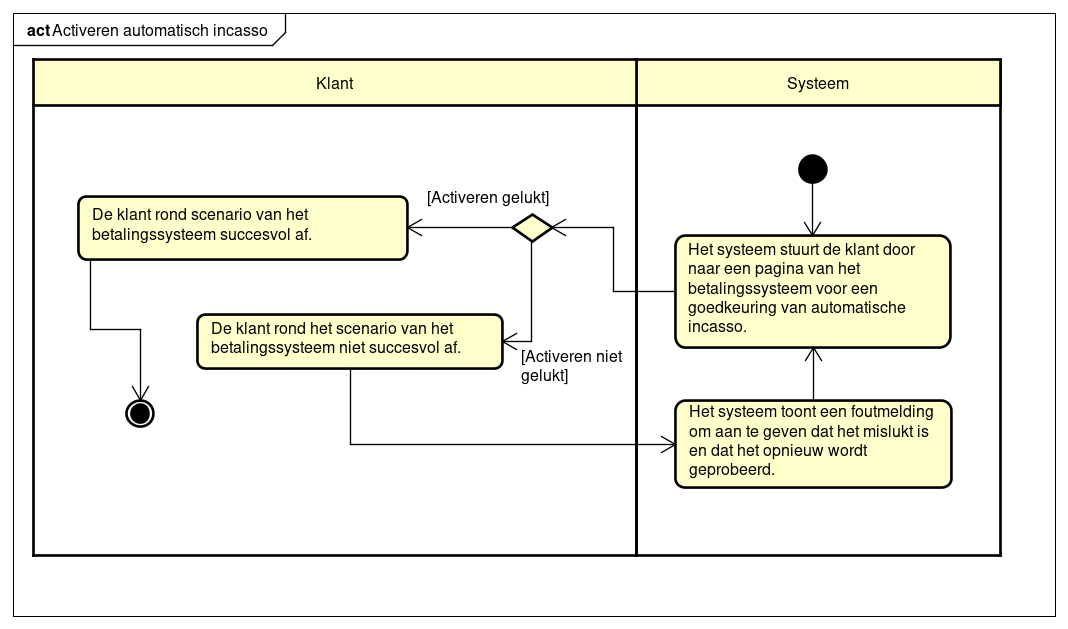 act Activeren automatisch incasso
Klant
Systeem
[Activeren gelukt]
De klant rond scenario van het
betalingssysteem succesvol af.
Het systeem stuurt de klant door
naar een pagina van het
betalingssysteem voor een
goedkeuring van automatische
incasso.
De klant rond het scenario van het
betalingssysteem niet succesvol af.
[Activeren niet
gelukt]
Het systeem toont een foutmelding
om aan te geven dat het mislukt is
en dat het opnieuw wordt
geprobeerd.